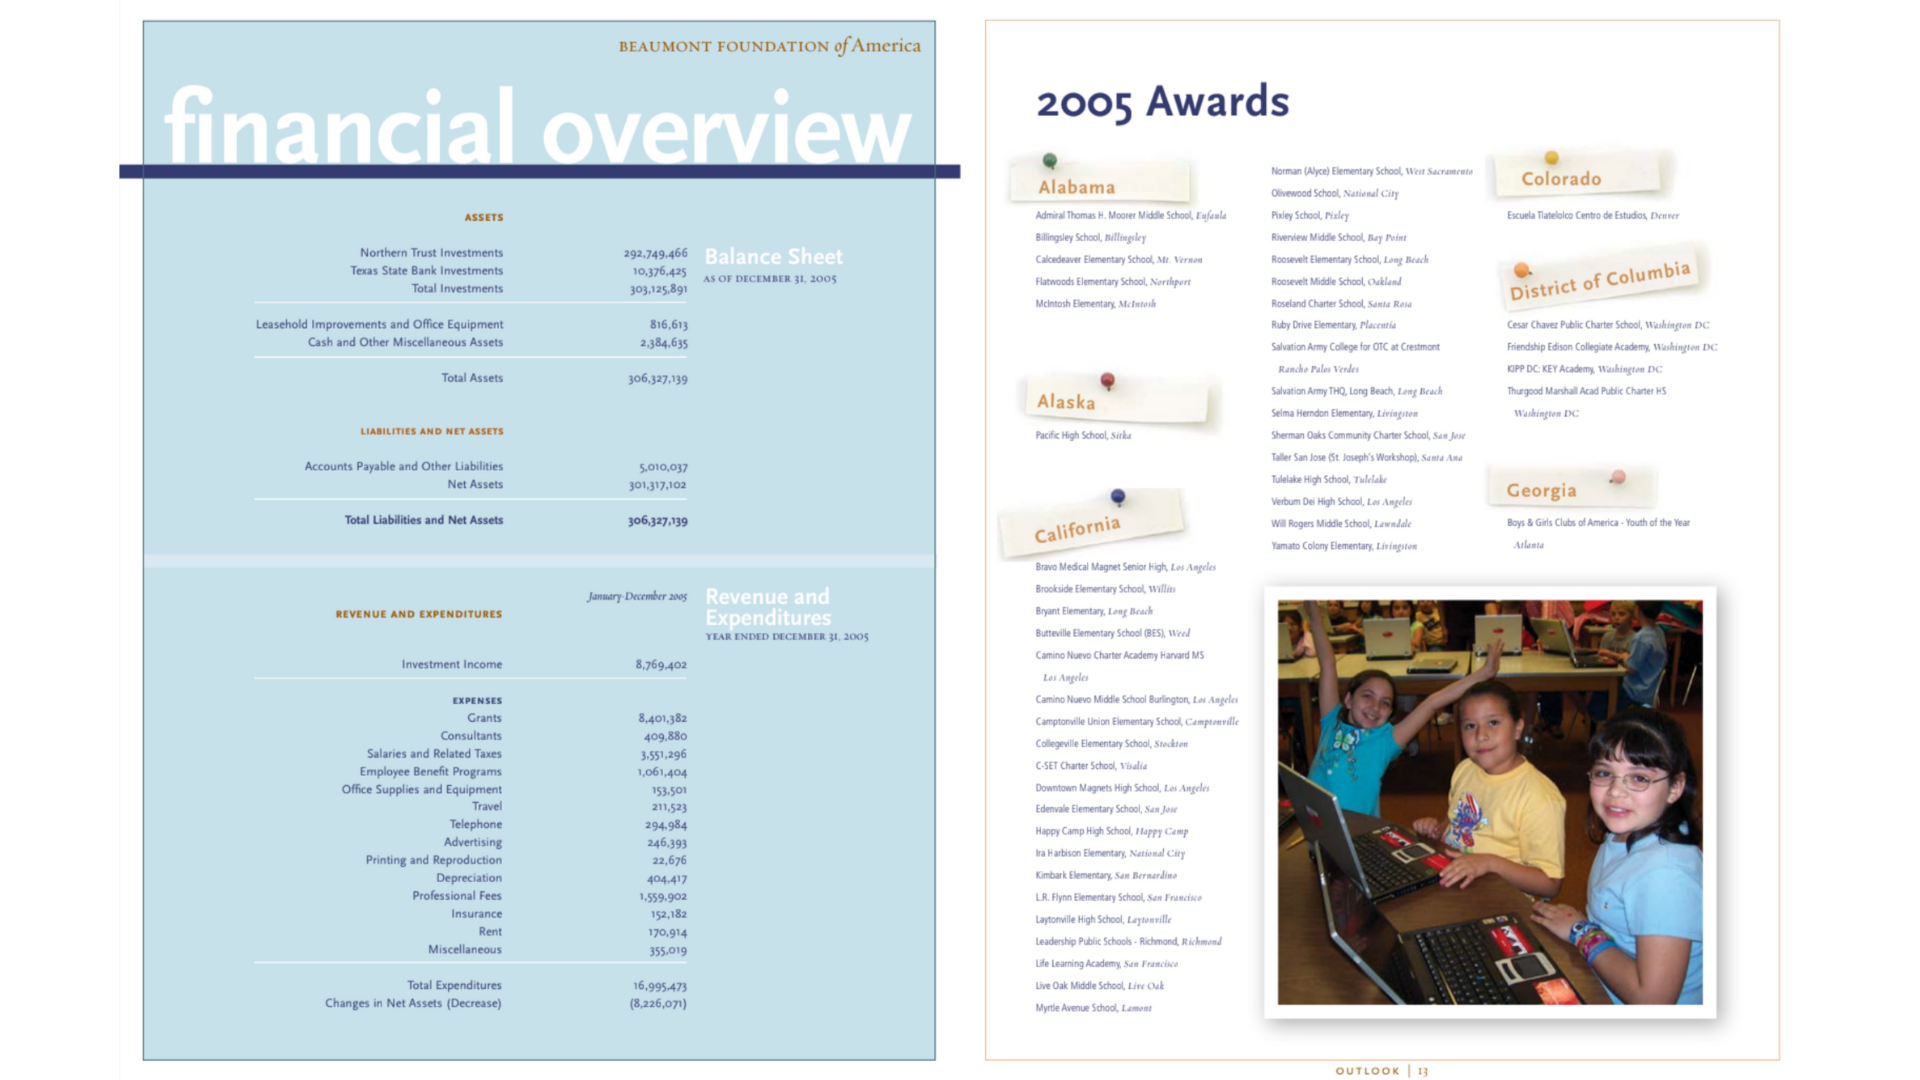 BEAUMONT FOUNDATION of America
financial overview
ASSETS
Northern Trust Investments 292,749,466
Texas State Bank Investments 10,376,425
Total Investments 303,125,891
Leasehold Improvements and Office Equipment 816,613
Cash and Other Miscellaneous Assets 2,384,635
Total Assets 306,327,139
Balance Sheet
AS OF DECEMBER 31, 2005
LIABILITIES AND NET ASSETS
Accounts Payable and Other Liabilities 5,010,037
Net Assets 301,317,102
Total Liabilities and Net Assets 306,327,139
January-December 2005
REVENUE AND EXPENDITURES
Revenue and
Expenditures
YEAR ENDED DECEMBER 31, 2005
Investment Income 8,769,402
EXPENSES
Grants 8,401,382
Consultants 409,880
Salaries and Related Taxes 3,551,296
Employee Benefit Programs 1,061,404
Office Supplies and Equipment 153,501
Travel 211,523
Telephone 294,984
Advertising 246,393
Printing and Reproduction 22,676
Depreciation 404,417
Professional Fees 1,559,902
Insurance 152,182
Rent 170,914
Miscellaneous 355,019
Total Expenditures 16,995,473
Changes in Net Assets (Decrease) (8,226,071)
2005 Awards
Alabama
Admiral Thomas H. Moorer Middle School, Eufaula
Billingsley School, Billingsley
Calcedeaver Elementary School, Mt. Vernon
Flatwoods Elementary School, Northport
McIntosh Elementary, McIntosh
Alaska
Pacific High School, Sitka
California
Bravo Medical Magnet Senior High, Los Angeles
Brookside Elementary School, Willits
Bryant Elementary, Long Beach
Butteville Elementary School (BES), Weed
Camino Nuevo Charter Academy Harvard MS
Los Angeles
Camino Nuevo Middle School Burlington, Los Angeles
Camptonville Union Elementary School, Camptonville
Collegeville Elementary School, Stockton
C-SET Charter School, Visalia
Downtown Magnets High School, Los Angeles
Edenvale Elementary School, San Jose
Happy Camp High School, Happy Camp
Ira Harbison Elementary, National City
Kimbark Elementary, San Bernardino
L.R. Flynn Elementary School, San Francisco
Laytonville High School, Laytonville
Leadership Public Schools - Richmond, Richmond
Life Learning Academy, San Francisco
Live Oak Middle School, Live Oak
Myrtle Avenue School, Lamont
Norman (Alyce) Elementary School, West Sacramento
Olivewood School, National City
Pixley School, Pixley
Riverview Middle School, Bay Point
Roosevelt Elementary School, Long Beach
Roosevelt Middle School, Oakland
Roseland Charter School, Santa Rosa
Ruby Drive Elementary, Placentia
Salvation Army College for OTC at Crestmont
Rancho Palos Verdes
Salvation Army THQ, Long Beach, Long Beach
Selma Herndon Elementary, Livingston
Sherman Oaks Community Charter School, San Jose
Taller San Jose (St. Joseph's Workshop), Santa Ana
Tulelake High School, Tulelake
Verbum Dei High School, Los Angeles
Will Rogers Middle School, Lawndale
Yamato Colony Elementary, Livingston
Colorado
Escuela Tlatelolco Centro de Estudios, Denver
District of Columbia
Cesar Chavez Public Charter School, Washington DC
Friendship Edison Collegiate Academy, Washington DC
KIPP DC: KEY Academy, Washington DC
Thurgood Marshall Acad Public Charter HS
Washington DC
Georgia
Boys & Girls Clubs of America - Youth of the Year
Atlanta
OUTLOOK | 13